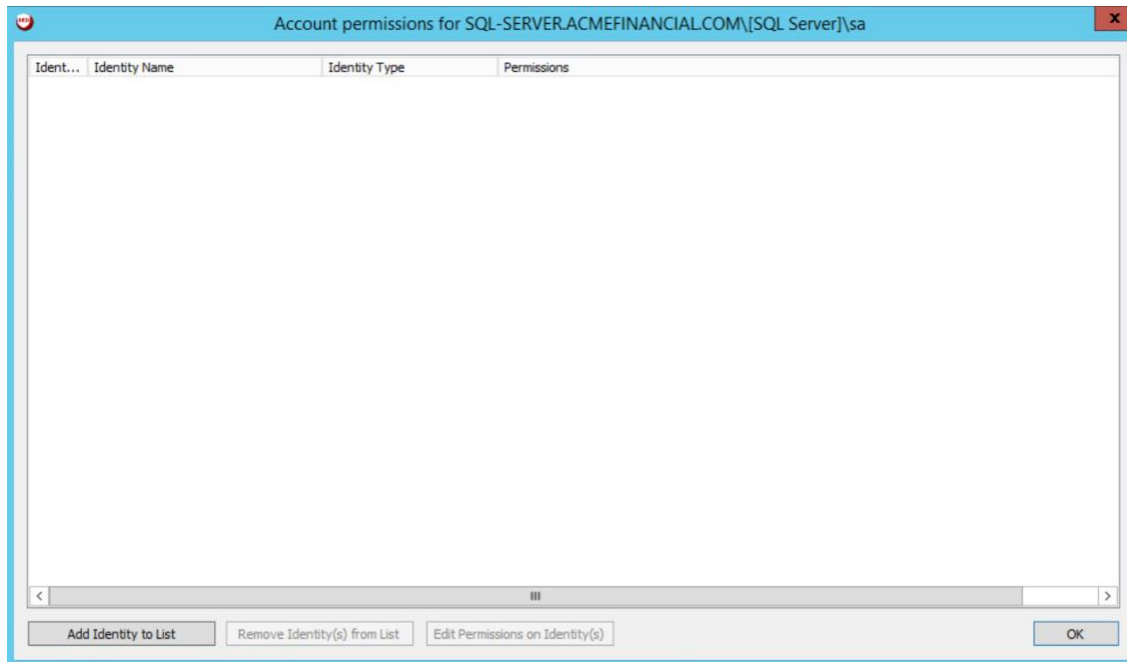 Account permissions for SQL-SERVER.ACMEFINANCIAL.COM\[SQL Server]\sa
x
Ident... Identity Name Identity Type Permissions
Add Identity to List Remove Identity(s) from List Edit Permissions on Identity(s) OK